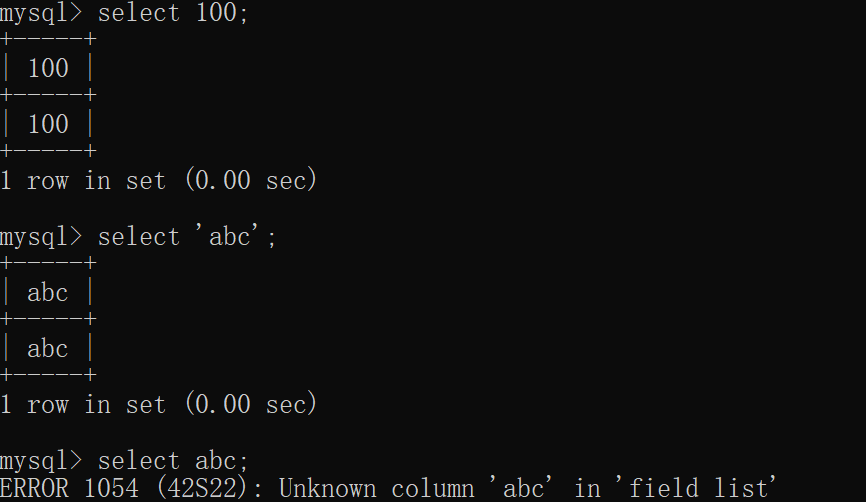 mysql> select 100;
+-----+
| 100 |
+-----+
| 100 |
+-----+
1 row in set (0.00 sec)

mysql> select 'abc';
+-----+
| abc |
+-----+
| abc |
+-----+
1 row in set (0.00 sec)

mysql> select abc;
ERROR 1054 (42S22): Unknown column 'abc' in 'field list'